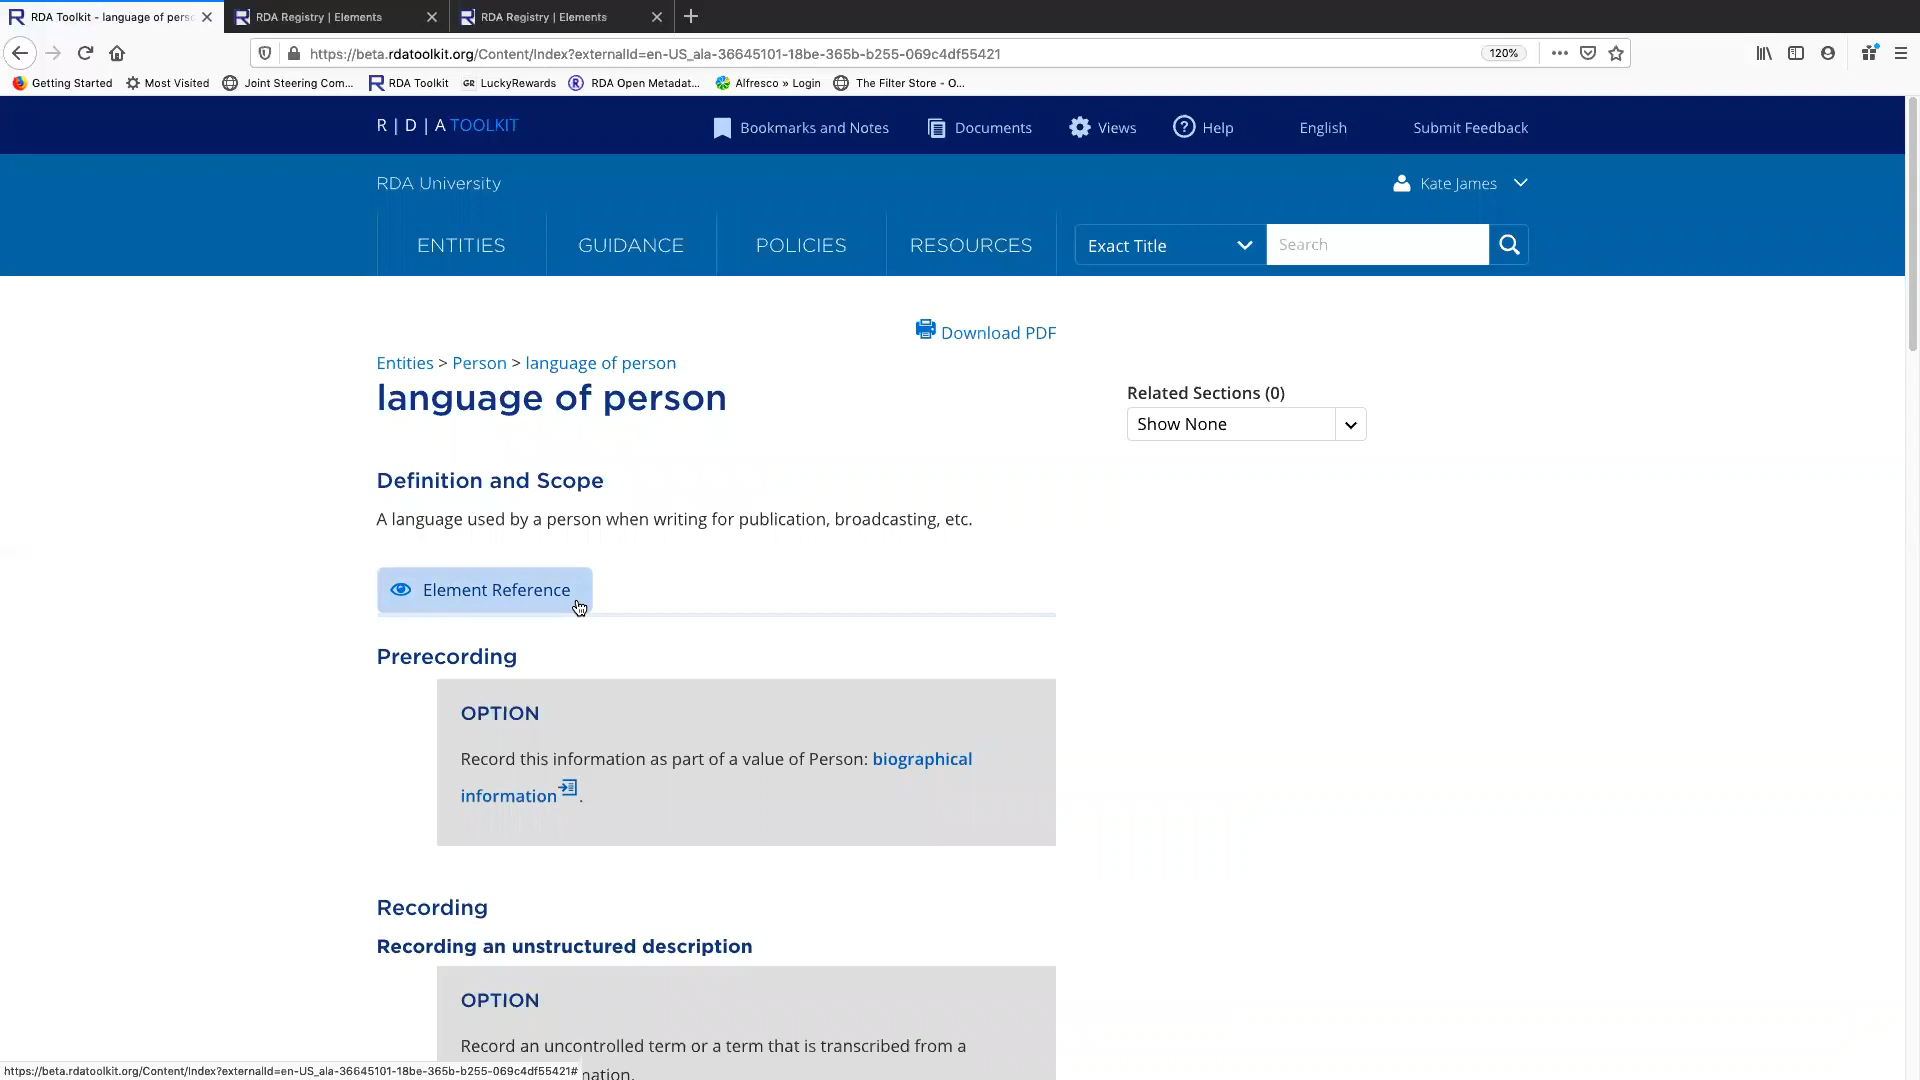 RDA Toolkit - language of pers
RDA Registry | Elements
RDA Registry | Elements
https://beta.rdatoolkit.org/Content/Index?externalId=en-US_ala-36645101-18be-365b-b255-069c4df55421
120%
Getting Started
Most Visited
Joint Steering Com...
RDA Toolkit
GR LuckyRewards
RDA Open Metadat...
Alfresco » Login
The Filter Store - O...
R | D | A TOOLKIT
Bookmarks and Notes
Documents
Views
Help
English
Submit Feedback
RDA University
Kate James
ENTITIES
GUIDANCE
POLICIES
RESOURCES
Exact Title
Search
Download PDF
Entities > Person > language of person
language of person
Related Sections (0)
Show None
Definition and Scope
A language used by a person when writing for publication, broadcasting, etc.
Element Reference
Prerecording
OPTION
Record this information as part of a value of Person: biographical
information .
Recording
Recording an unstructured description
OPTION
Record an uncontrolled term or a term that is transcribed from a
https://beta.rdatoolkit.org/Content/Index?externalId=en-US_ala-36645101-18be-365b-b255-069c4df55421#